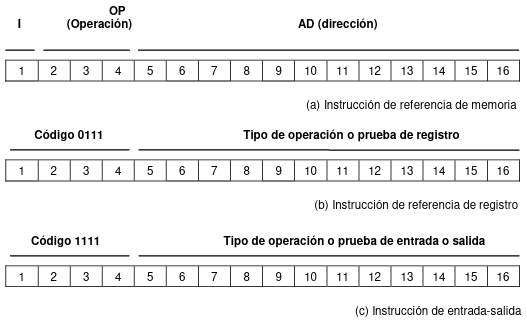 OP
I (Operación) AD (dirección)
1 2 3 4 5 6 7 8 9 10 11 12 13 14 15 16
(a) Instrucción de referencia de memoria
Código 0111 Tipo de operación o prueba de registro
1 2 3 4 5 6 7 8 9 10 11 12 13 14 15 16
(b) Instrucción de referencia de registro
Código 1111 Tipo de operación o prueba de entrada o salida
1 2 3 4 5 6 7 8 9 10 11 12 13 14 15 16
(c) Instrucción de entrada-salida